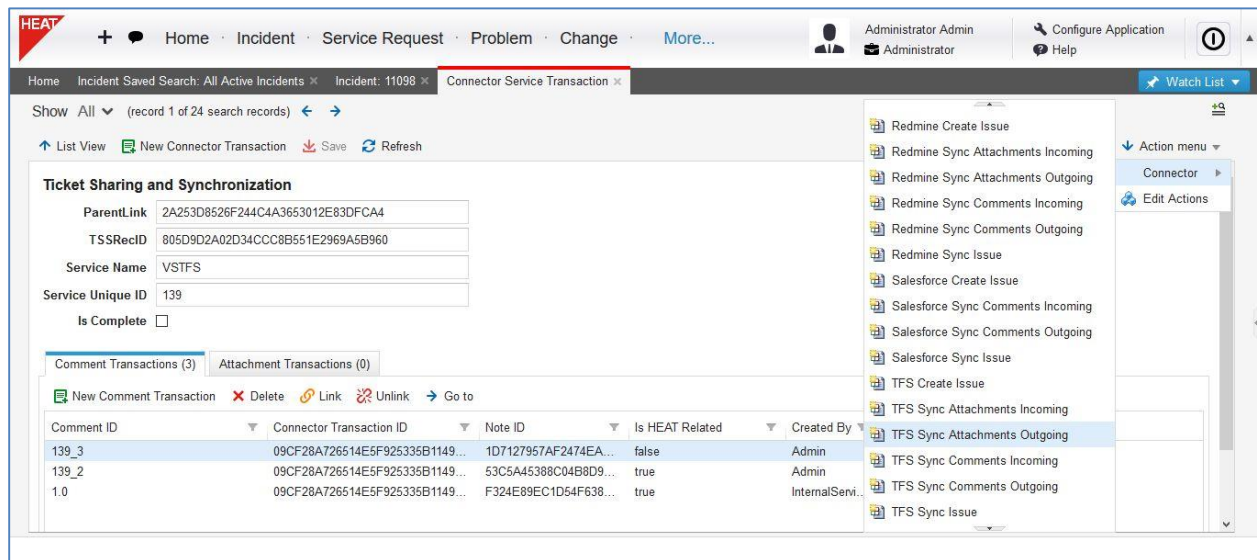 HEAT
Home · Incident · Service Request · Problem · Change · More...
Administrator Admin
Administrator
Configure Application
Help
Home Incident Saved Search: All Active Incidents × Incident: 11098 × Connector Service Transaction ×
Watch List
Show All (record 1 of 24 search records)
List View New Connector Transaction Save Refresh
Action menu
Connector
Edit Actions
Ticket Sharing and Synchronization
ParentLink 2A253D8526F244C4A3653012E83DFCA4
TSSRecID 805D9D2A02D34CCC8B551E2969A5B960
Service Name VSTFS
Service Unique ID 139
Is Complete
Comment Transactions (3) Attachment Transactions (0)
New Comment Transaction Delete Link Unlink Go to
Comment ID Connector Transaction ID Note ID Is HEAT Related Created By
139_3 09CF28A726514E5F925335B1149... 1D7127957AF2474EA... false Admin
139_2 09CF28A726514E5F925335B1149... 53C5A45388C04B8D9... true Admin
1.0 09CF28A726514E5F925335B1149... F324E89EC1D54F638... true InternalServi...
Redmine Create Issue
Redmine Sync Attachments Incoming
Redmine Sync Attachments Outgoing
Redmine Sync Comments Incoming
Redmine Sync Comments Outgoing
Redmine Sync Issue
Salesforce Create Issue
Salesforce Sync Comments Incoming
Salesforce Sync Comments Outgoing
Salesforce Sync Issue
TFS Create Issue
TFS Sync Attachments Incoming
TFS Sync Attachments Outgoing
TFS Sync Comments Incoming
TFS Sync Comments Outgoing
TFS Sync Issue